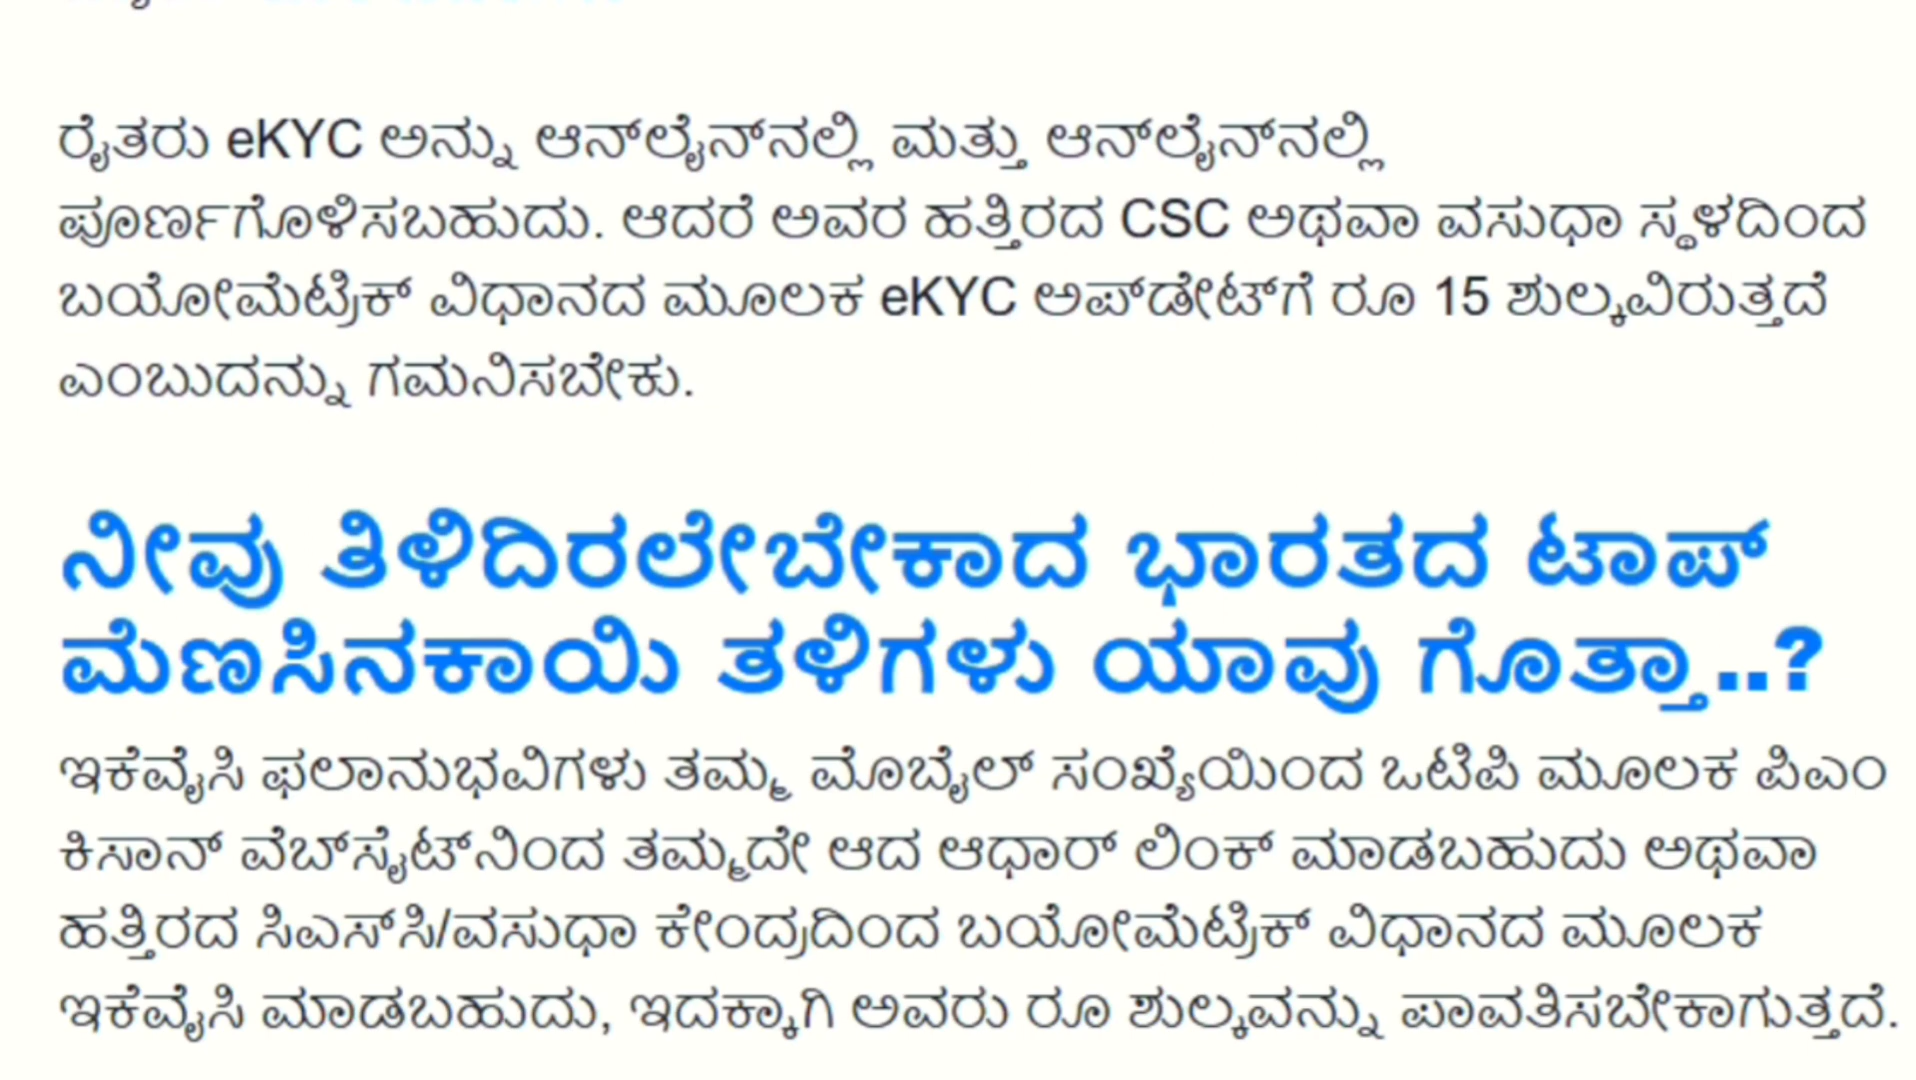 ರೈತರು eKYC ಅನ್ನು ಆನ್‌ಲೈನ್‌ನಲ್ಲಿ ಮತ್ತು ಆನ್‌ಲೈನ್‌ನಲ್ಲಿ
ಪೂರ್ಣಗೊಳಿಸಬಹುದು. ಆದರೆ ಅವರ ಹತ್ತಿರದ CSC ಅಥವಾ ವಸುಧಾ ಸ್ಥಳದಿಂದ
ಬಯೋಮೆಟ್ರಿಕ್ ವಿಧಾನದ ಮೂಲಕ eKYC ಅಪ್‌ಡೇಟ್‌ಗೆ ರೂ 15 ಶುಲ್ಕವಿರುತ್ತದೆ
ಎಂಬುದನ್ನು ಗಮನಿಸಬೇಕು.
ನೀವು ತಿಳಿದಿರಲೇಬೇಕಾದ ಭಾರತದ ಟಾಪ್
ಮೆಣಸಿನಕಾಯಿ ತಳಿಗಳು ಯಾವು ಗೊತ್ತಾ..?
ಇಕೆವೈಸಿ ಫಲಾನುಭವಿಗಳು ತಮ್ಮ ಮೊಬೈಲ್ ಸಂಖ್ಯೆಯಿಂದ ಒಟಿಪಿ ಮೂಲಕ ಪಿಎಂ
ಕಿಸಾನ್ ವೆಬ್‌ಸೈಟ್‌ನಿಂದ ತಮ್ಮದೇ ಆದ ಆಧಾರ್ ಲಿಂಕ್ ಮಾಡಬಹುದು ಅಥವಾ
ಹತ್ತಿರದ ಸಿಎಸ್‌ಸಿ/ವಸುಧಾ ಕೇಂದ್ರದಿಂದ ಬಯೋಮೆಟ್ರಿಕ್ ವಿಧಾನದ ಮೂಲಕ
ಇಕೆವೈಸಿ ಮಾಡಬಹುದು, ಇದಕ್ಕಾಗಿ ಅವರು ರೂ ಶುಲ್ಕವನ್ನು ಪಾವತಿಸಬೇಕಾಗುತ್ತದೆ.